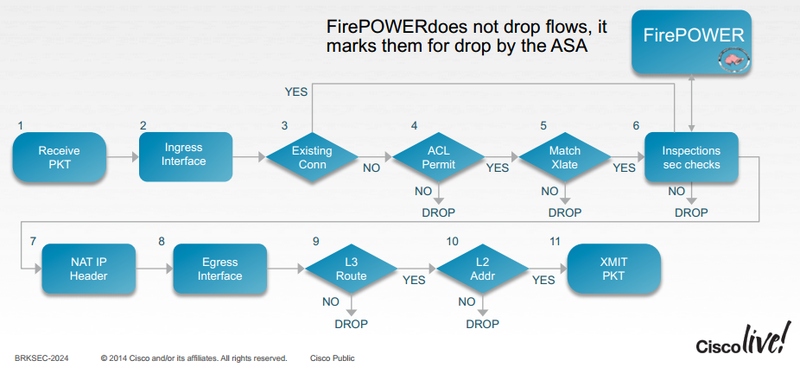 FirePOWERdoes not drop flows, it
marks them for drop by the ASA
FirePOWER
YES
1
Receive
PKT
2
Ingress
Interface
3
Existing
Conn
NO
4
ACL
Permit
YES
NO
DROP
5
Match
Xlate
YES
NO
DROP
6
Inspections
sec checks
NO
DROP
7
NAT IP
Header
8
Egress
Interface
9
L3
Route
YES
NO
DROP
10
L2
Addr
YES
NO
DROP
11
XMIT
PKT
BRKSEC-2024
© 2014 Cisco and/or its affiliates. All rights reserved.
Cisco Public
Cisco live!